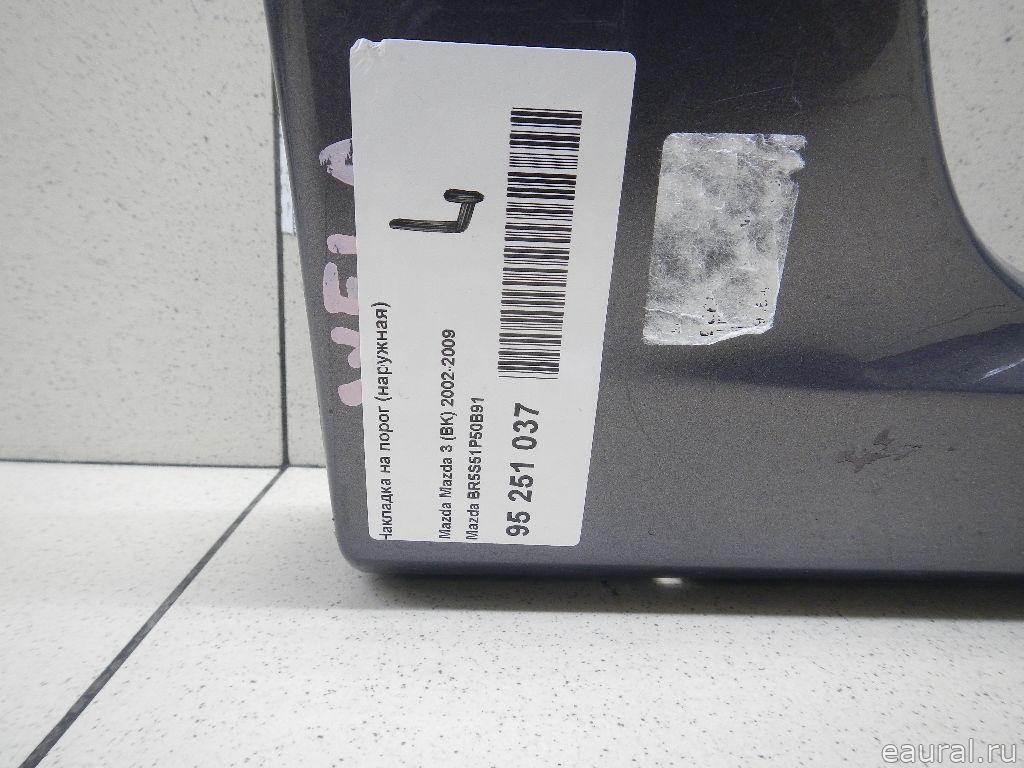 Накладка на порог (наружная)
Mazda Mazda 3 (BK) 2002-2009
Mazda BR5S51P50B91
95 251 037
eaural.ru